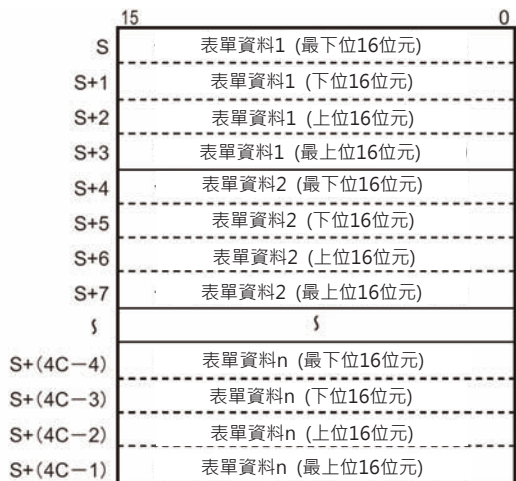 15 0
S 表單資料1 (最下位16位元)
S+1 表單資料1 (下位16位元)
S+2 表單資料1 (上位16位元)
S+3 表單資料1 (最上位16位元)
S+4 表單資料2 (最下位16位元)
S+5 表單資料2 (下位16位元)
S+6 表單資料2 (上位16位元)
S+7 表單資料2 (最上位16位元)
∫ ∫
S+(4C－4) 表單資料n (最下位16位元)
S+(4C－3) 表單資料n (下位16位元)
S+(4C－2) 表單資料n (上位16位元)
S+(4C－1) 表單資料n (最上位16位元)